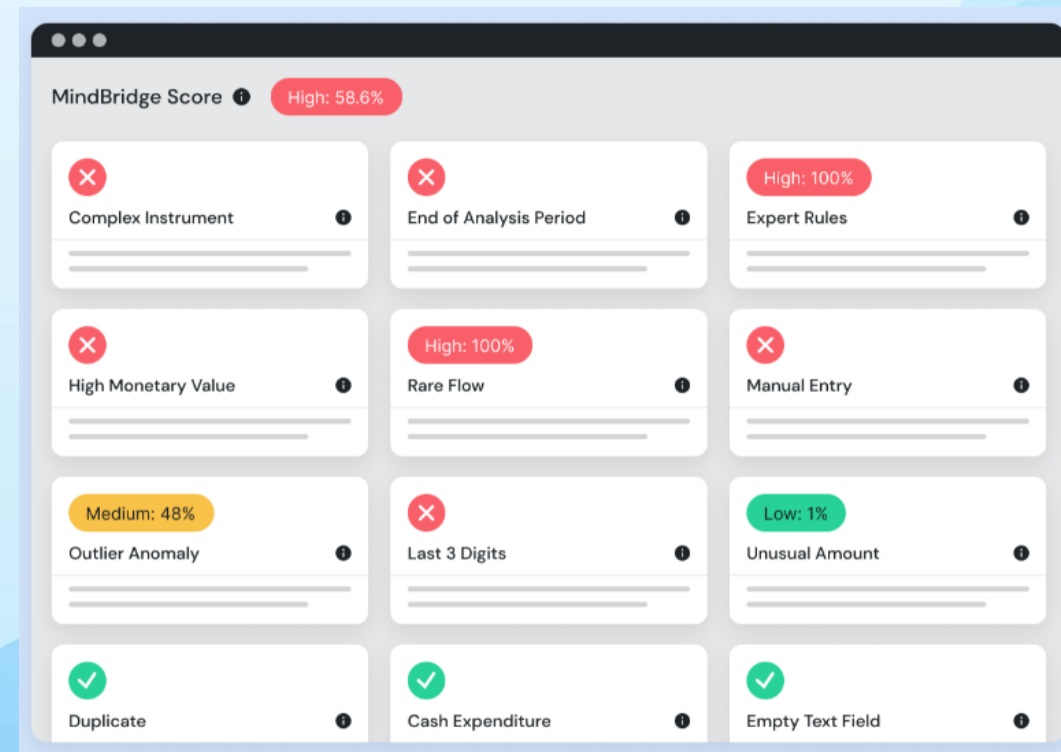 MindBridge Score High: 58.6%
Complex Instrument
End of Analysis Period
High: 100%
Expert Rules
High Monetary Value
High: 100%
Rare Flow
Manual Entry
Medium: 48%
Outlier Anomaly
Last 3 Digits
Low: 1%
Unusual Amount
Duplicate
Cash Expenditure
Empty Text Field